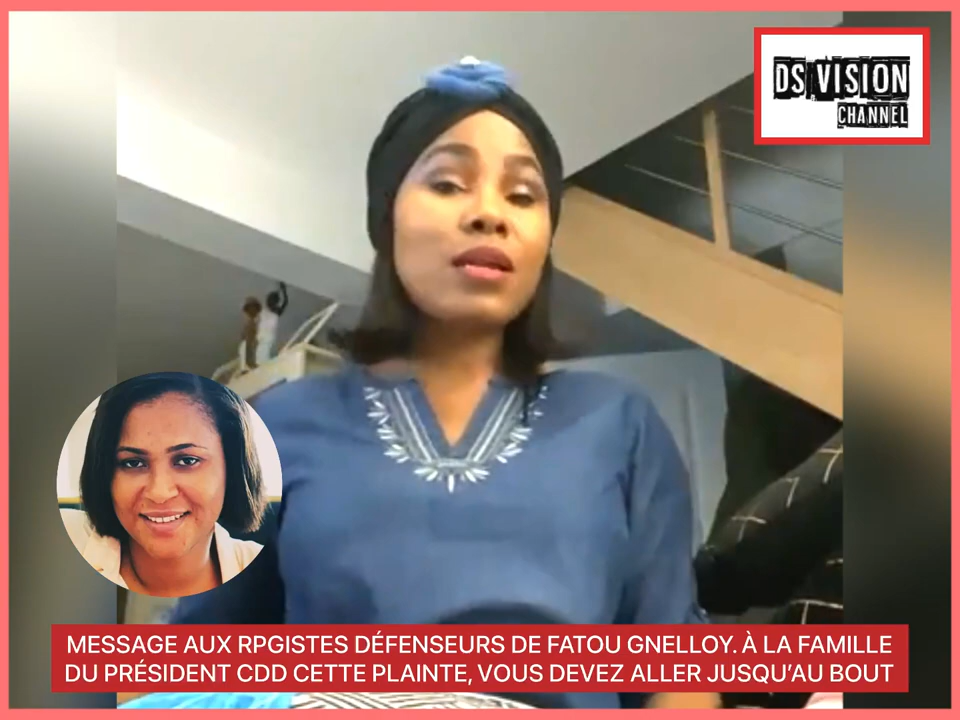 DS VISION
CHANNEL
MESSAGE AUX RPGISTES DÉFENSEURS DE FATOU GNELLOY. À LA FAMILLE
DU PRÉSIDENT CDD CETTE PLAINTE, VOUS DEVEZ ALLER JUSQU'AU BOUT